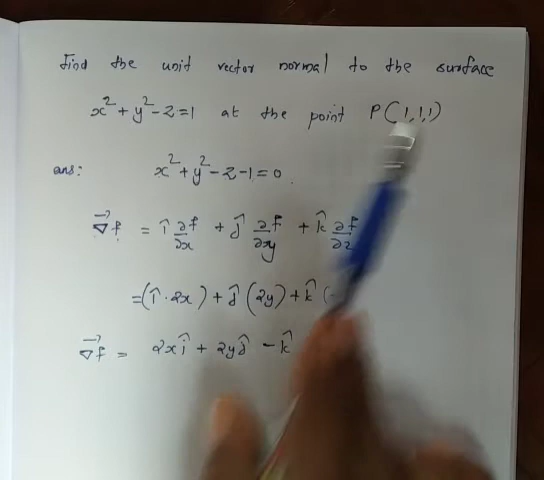 Find the unit vector normal to the surface
x² + y² - z = 1 at the point P(1,1,1)
ans: x² + y² - z - 1 = 0
∇⃗f = î ∂f/∂x + ĵ ∂f/∂y + k̂ ∂f/∂z
= (î · 2x) + ĵ (2y) + k̂ (
∇⃗f = 2xî + 2yĵ - k̂